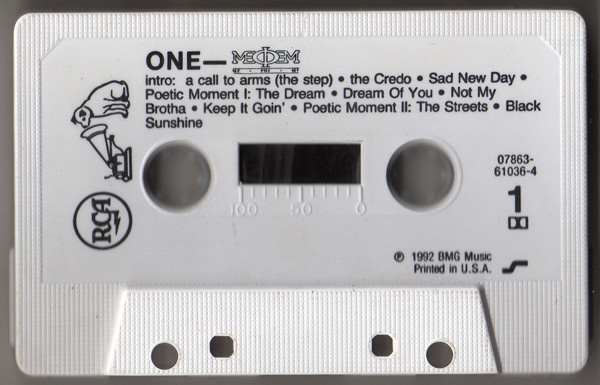 ONE—
intro: a call to arms (the step) • the Credo • Sad New Day •
Poetic Moment I: The Dream • Dream Of You • Not My
Brotha • Keep It Goin' • Poetic Moment II: The Streets • Black
Sunshine
07863-
61036-4
1
100 50 0
RCA
℗ 1992 BMG Music
Printed in U.S.A.